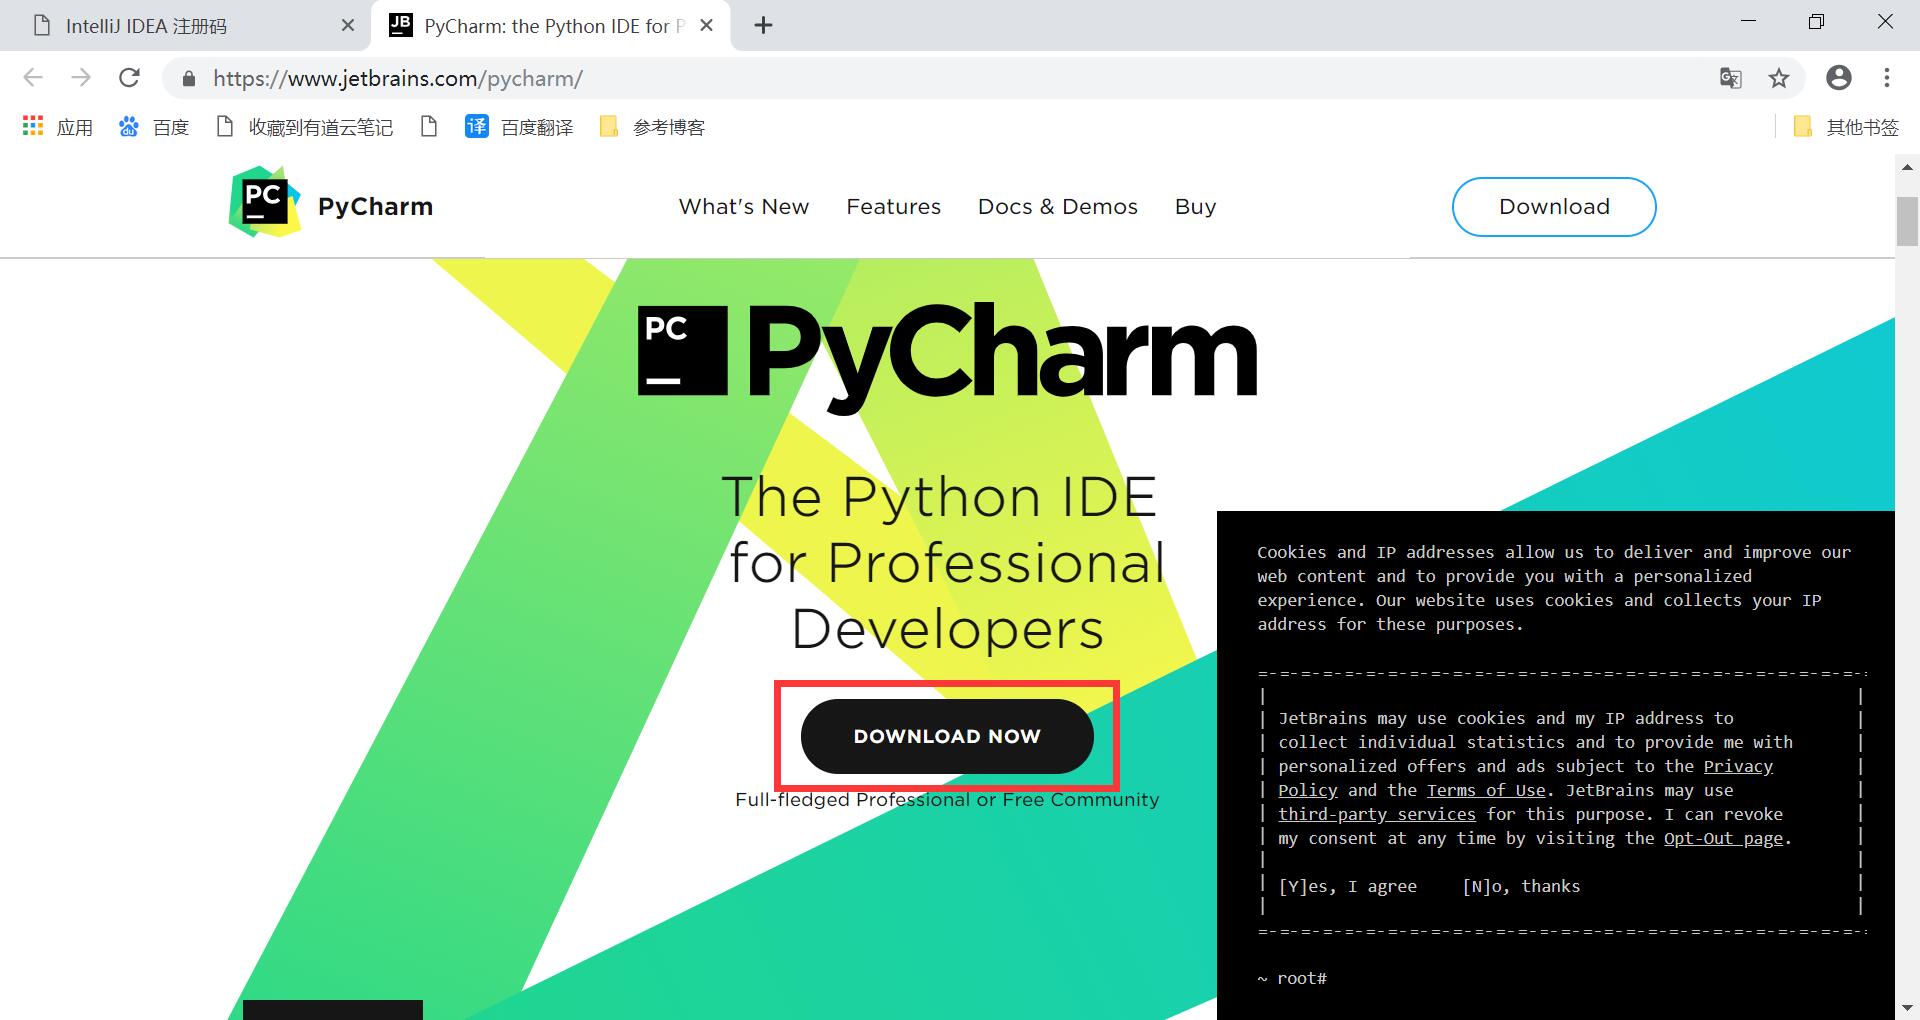 IntelliJ IDEA 注册码
JB
PyCharm: the Python IDE for P
https://www.jetbrains.com/pycharm/
应用
百度
收藏到有道云笔记
译 百度翻译
参考博客
其他书签
PC
PyCharm
What's New
Features
Docs & Demos
Buy
Download
PC
PyCharm
The Python IDE
for Professional
Developers
DOWNLOAD NOW
Full-fledged Professional or Free Community
Cookies and IP addresses allow us to deliver and improve our
web content and to provide you with a personalized
experience. Our website uses cookies and collects your IP
address for these purposes.
JetBrains may use cookies and my IP address to
collect individual statistics and to provide me with
personalized offers and ads subject to the Privacy
Policy and the Terms of Use. JetBrains may use
third-party services for this purpose. I can revoke
my consent at any time by visiting the Opt-Out page.
[Y]es, I agree [N]o, thanks
~ root#